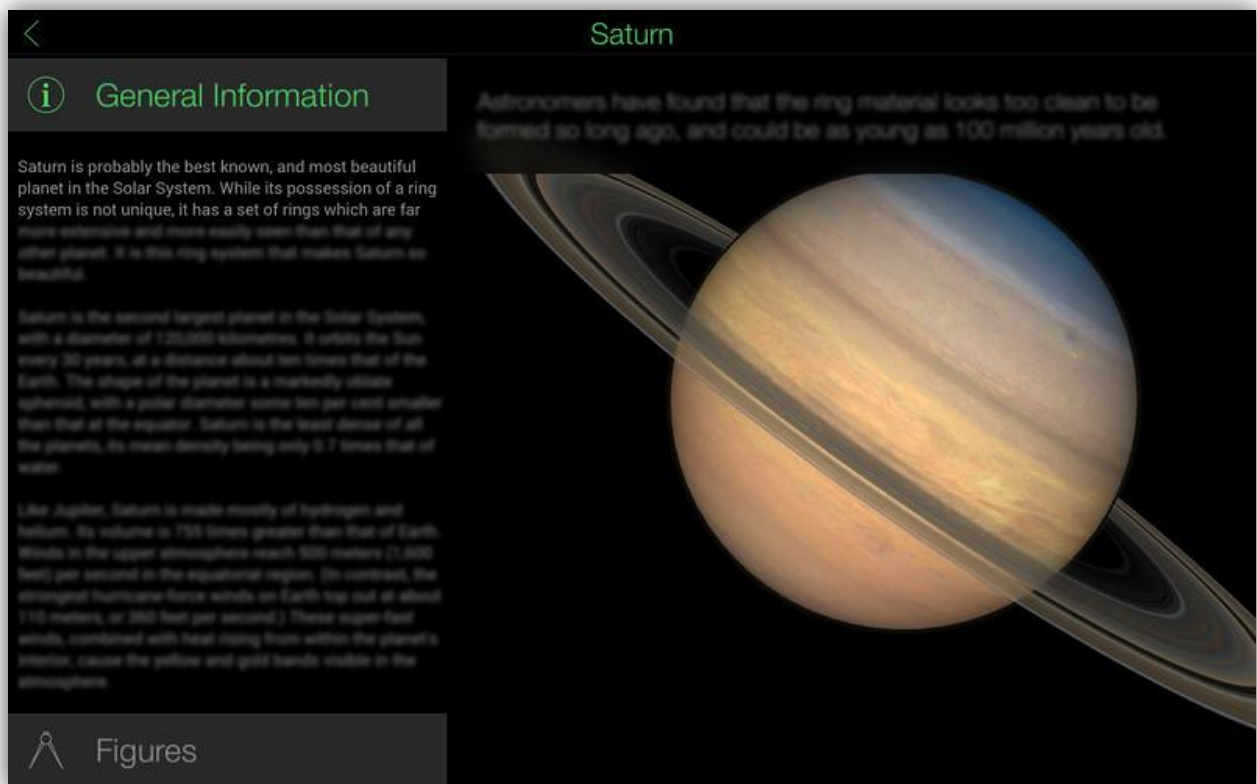 Saturn
General Information
Saturn is probably the best known, and most beautiful
planet in the Solar System. While its possession of a ring
system is not unique, it has a set of rings which are far
more extensive and more easily seen than that of any
other planet. It is this ring system that makes Saturn so
beautiful.
Saturn is the second largest planet in the Solar System,
with a diameter of 120,000 kilometres. It orbits the Sun
every 30 years, at a distance about ten times that of the
Earth. The shape of the planet is a markedly oblate
spheroid, with a polar diameter some ten per cent smaller
than that at the equator. Saturn is the least dense of all
the planets, its mean density being only 0.7 times that of
water.
Like Jupiter, Saturn is made mostly of hydrogen and
helium. Its volume is 755 times greater than that of Earth.
Winds in the upper atmosphere reach 500 meters (1,600
feet) per second in the equatorial region. (In contrast, the
strongest hurricane-force winds on Earth top out at about
110 meters, or 360 feet per second.) These super-fast
winds, combined with heat rising from within the planet's
interior, cause the yellow and gold bands visible in the
atmosphere.
Figures
Astronomers have found that the ring material looks too clean to be
formed so long ago, and could be as young as 100 million years old.